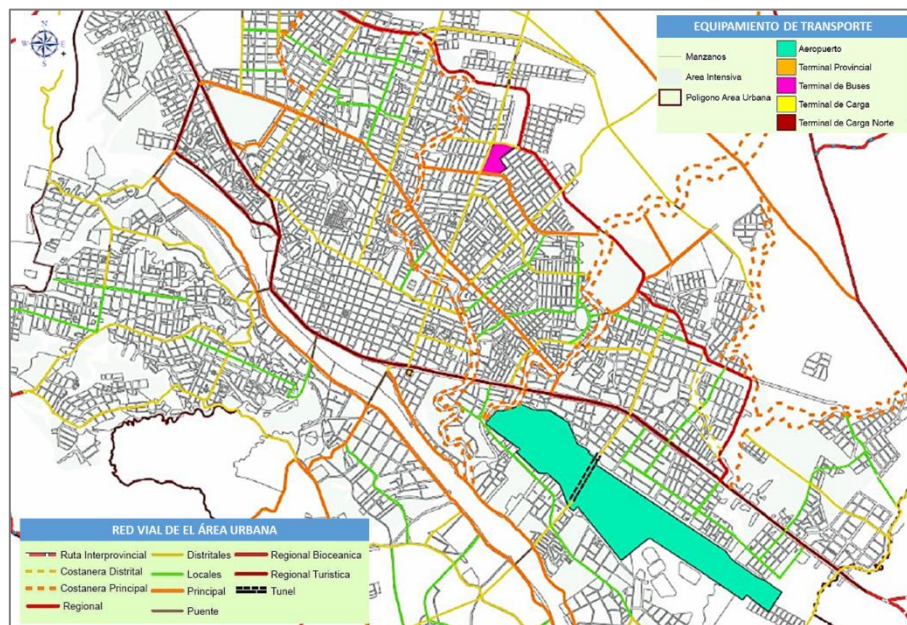 N
W E
S
EQUIPAMIENTO DE TRANSPORTE
Manzanos
Area Intensiva
Poligono Area Urbana
Aeropuerto
Terminal Provincial
Terminal de Buses
Terminal de Carga
Terminal de Carga Norte
RED VIAL DE EL ÁREA URBANA
Ruta Interprovincial
Costanera Distrital
Costanera Principal
Regional
Distritales
Locales
Principal
Puente
Regional Bioceanica
Regional Turistica
Tunel